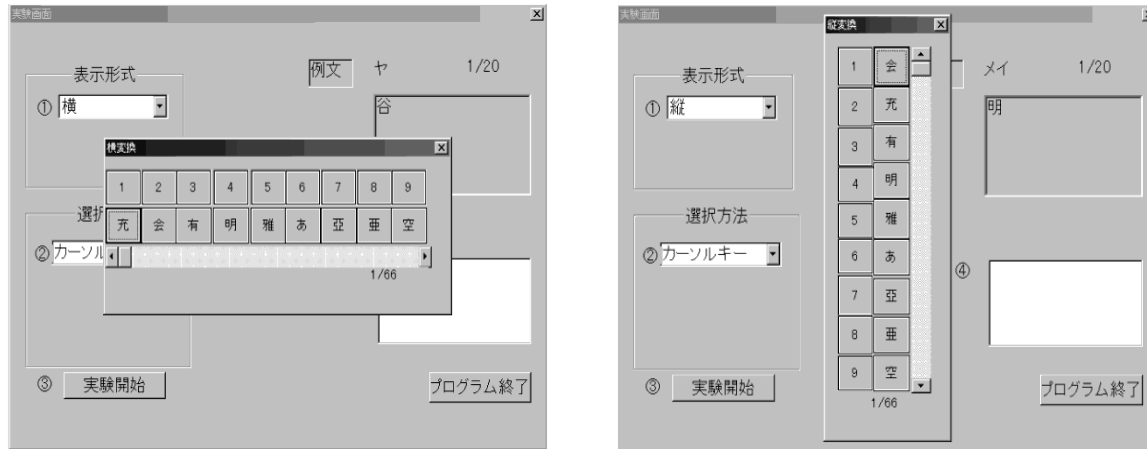 実験画面
表示形式
例文 ヤ 1/20
① 横
谷
横変換
1 2 3 4 5 6 7 8 9
充 会 有 明 雅 あ 亞 亜 空
1/66
選択
② カーソル
③ 実験開始
プログラム終了
実験画面
縦変換
表示形式
メイ 1/20
① 縦
明
1 会
2 充
3 有
4 明
5 雅
6 あ
7 亞
8 亜
9 空
1/66
選択方法
② カーソルキー
④
③ 実験開始
プログラム終了